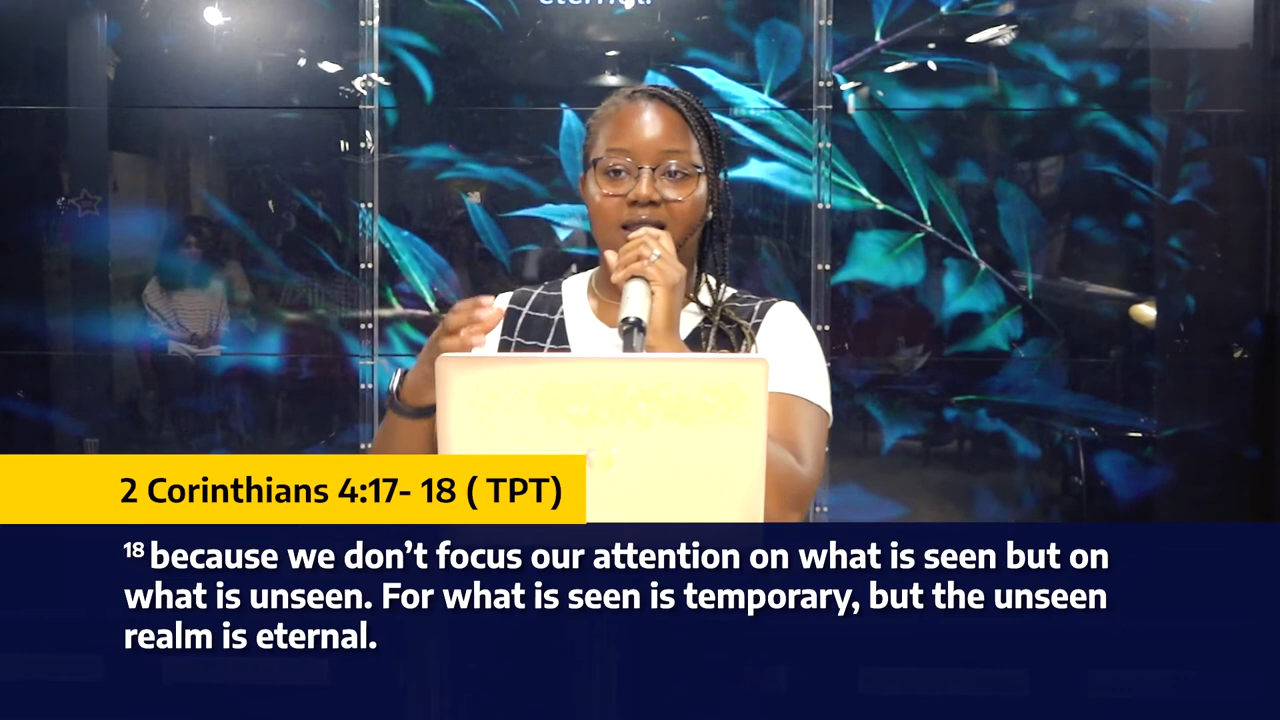 eternal.
2 Corinthians 4:17- 18 ( TPT)
18 because we don’t focus our attention on what is seen but on
what is unseen. For what is seen is temporary, but the unseen
realm is eternal.